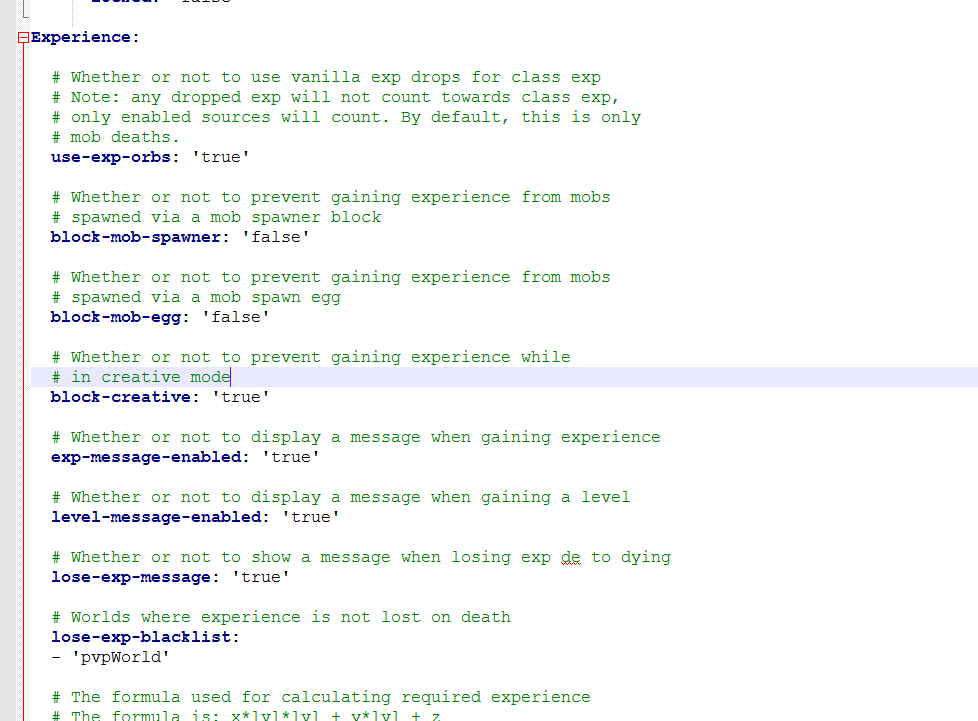 Experience:
# Whether or not to use vanilla exp drops for class exp
# Note: any dropped exp will not count towards class exp,
# only enabled sources will count. By default, this is only
# mob deaths.
use-exp-orbs: 'true'
# Whether or not to prevent gaining experience from mobs
# spawned via a mob spawner block
block-mob-spawner: 'false'
# Whether or not to prevent gaining experience from mobs
# spawned via a mob spawn egg
block-mob-egg: 'false'
# Whether or not to prevent gaining experience while
# in creative mode
block-creative: 'true'
# Whether or not to display a message when gaining experience
exp-message-enabled: 'true'
# Whether or not to display a message when gaining a level
level-message-enabled: 'true'
# Whether or not to show a message when losing exp de to dying
lose-exp-message: 'true'
# Worlds where experience is not lost on death
lose-exp-blacklist:
- 'pvpWorld'
# The formula used for calculating required experience
# The formula is: x*lvl*lvl + y*lvl + z